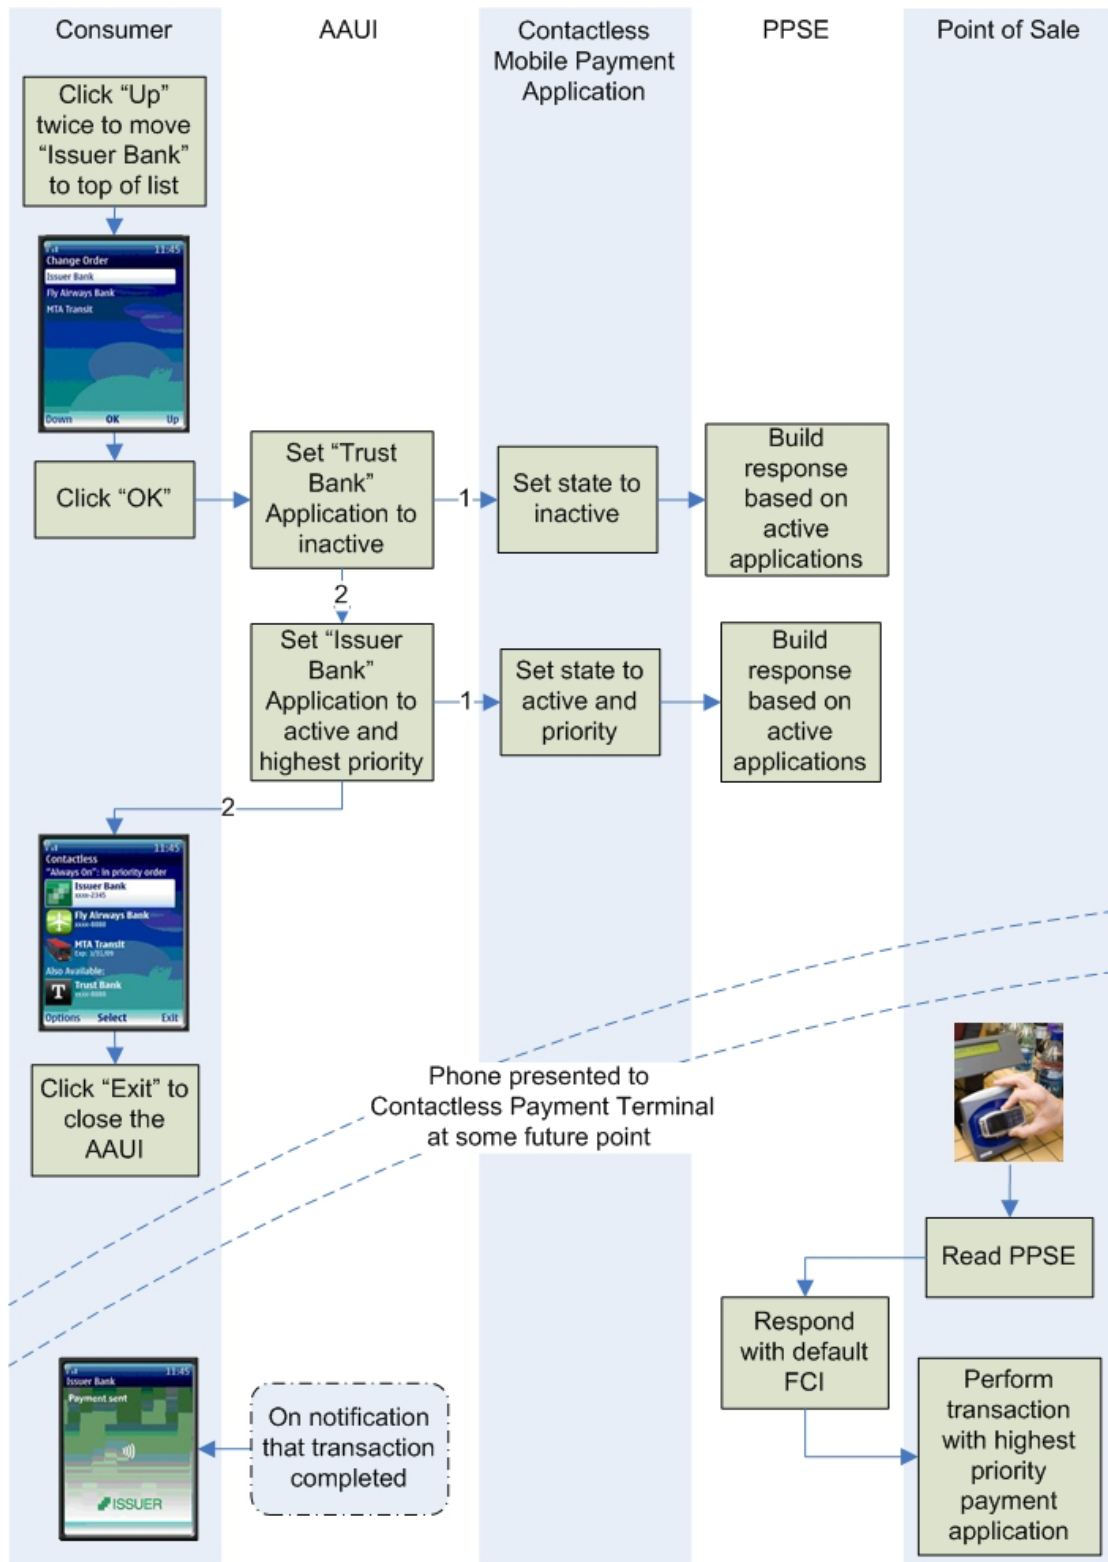 Consumer
AAUI
Contactless
Mobile Payment
Application
PPSE
Point of Sale
Click “Up”
twice to move
“Issuer Bank”
to top of list
11:45
Change Order
Issuer Bank
Fly Airways Bank
MTA Transit
Down OK Up
Click “OK”
Set “Trust
Bank”
Application to
inactive
1
Set state to
inactive
Build
response
based on
active
applications
2
Set “Issuer
Bank”
Application to
active and
highest priority
1
Set state to
active and
priority
Build
response
based on
active
applications
2
11:45
Contactless
“Always On”: In priority order
Issuer Bank
xxxx-2345
Fly Airways Bank
xxxx-8888
MTA Transit
Also Available:
T
Trust Bank
Options Select Exit
Click “Exit” to
close the
AAUI
Phone presented to
Contactless Payment Terminal
at some future point
Read PPSE
Respond
with default
FCI
Perform
transaction
with highest
priority
payment
application
On notification
that transaction
completed
11:45
Issuer Bank
Payment sent
ISSUER